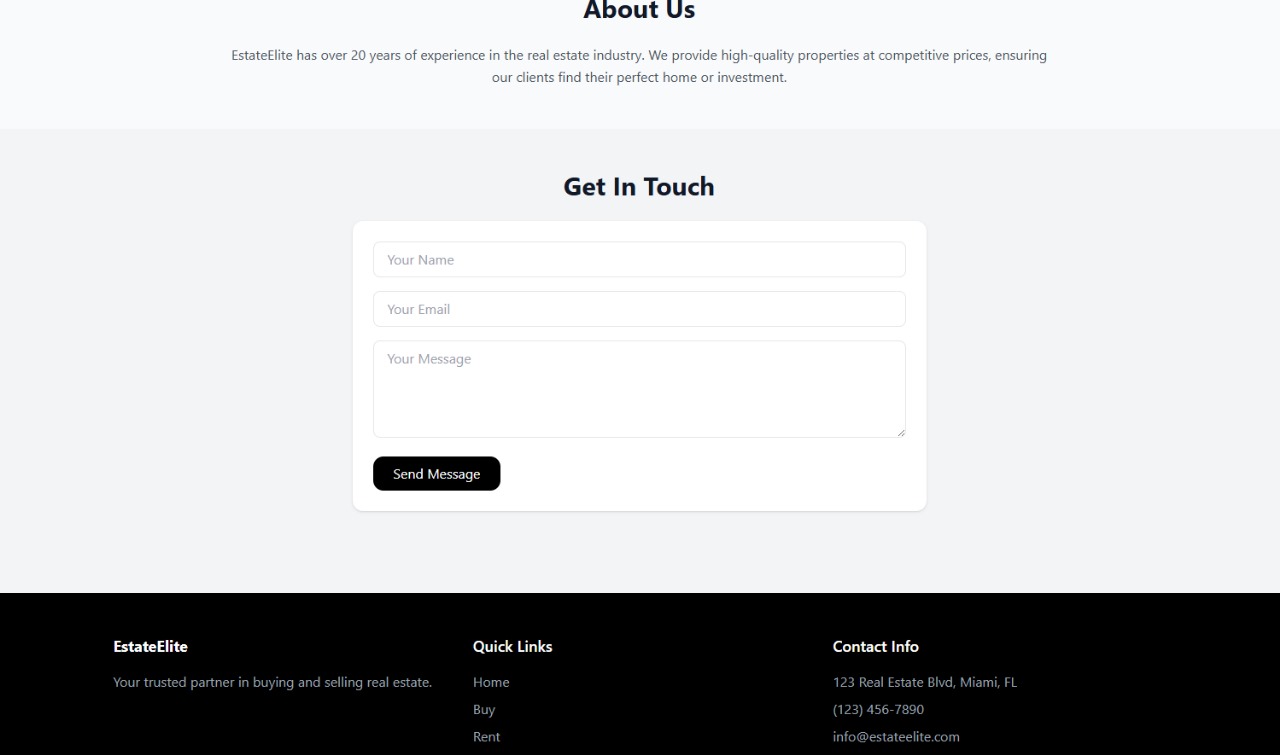 About Us
EstateElite has over 20 years of experience in the real estate industry. We provide high-quality properties at competitive prices, ensuring
our clients find their perfect home or investment.
Get In Touch
Your Name
Your Email
Your Message
Send Message
EstateElite
Your trusted partner in buying and selling real estate.
Quick Links
Home
Buy
Rent
Contact Info
123 Real Estate Blvd, Miami, FL
(123) 456-7890
info@estateelite.com